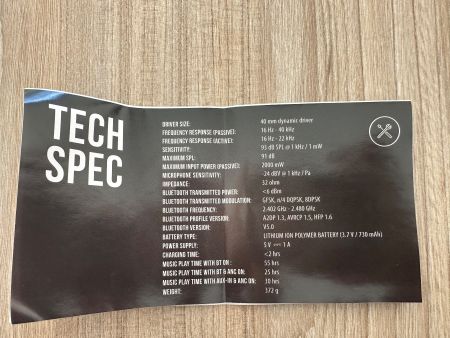 TECH
SPEC
DRIVER SIZE: 40 mm dynamic driver
FREQUENCY RESPONSE (PASSIVE): 16 Hz - 40 kHz
FREQUENCY RESPONSE (ACTIVE): 16 Hz - 22 kHz
SENSITIVITY: 93 dB SPL @ 1 kHz / 1 mW
MAXIMUM SPL: 91 dB
MAXIMUM INPUT POWER (PASSIVE): 2000 mW
MICROPHONE SENSITIVITY: -24 dBV @ 1 kHz / Pa
IMPEDANCE: 32 ohm
BLUETOOTH TRANSMITTED POWER: <6 dBm
BLUETOOTH TRANSMITTED MODULATION: GFSK, π/4 DQPSK, 8DPSK
BLUETOOTH FREQUENCY: 2.402 GHz - 2.480 GHz
BLUETOOTH PROFILE VERSION: A2DP 1.3, AVRCP 1.5, HFP 1.6
BLUETOOTH VERSION: V5.0
BATTERY TYPE: LITHIUM ION POLYMER BATTERY (3.7 V / 730 mAh)
POWER SUPPLY: 5 V ⎓ 1 A
CHARGING TIME: <2 hrs
MUSIC PLAY TIME WITH BT ON : 55 hrs
MUSIC PLAY TIME WITH BT & ANC ON: 25 hrs
MUSIC PLAY TIME WITH AUX-IN & ANC ON: 30 hrs
WEIGHT: 372 g